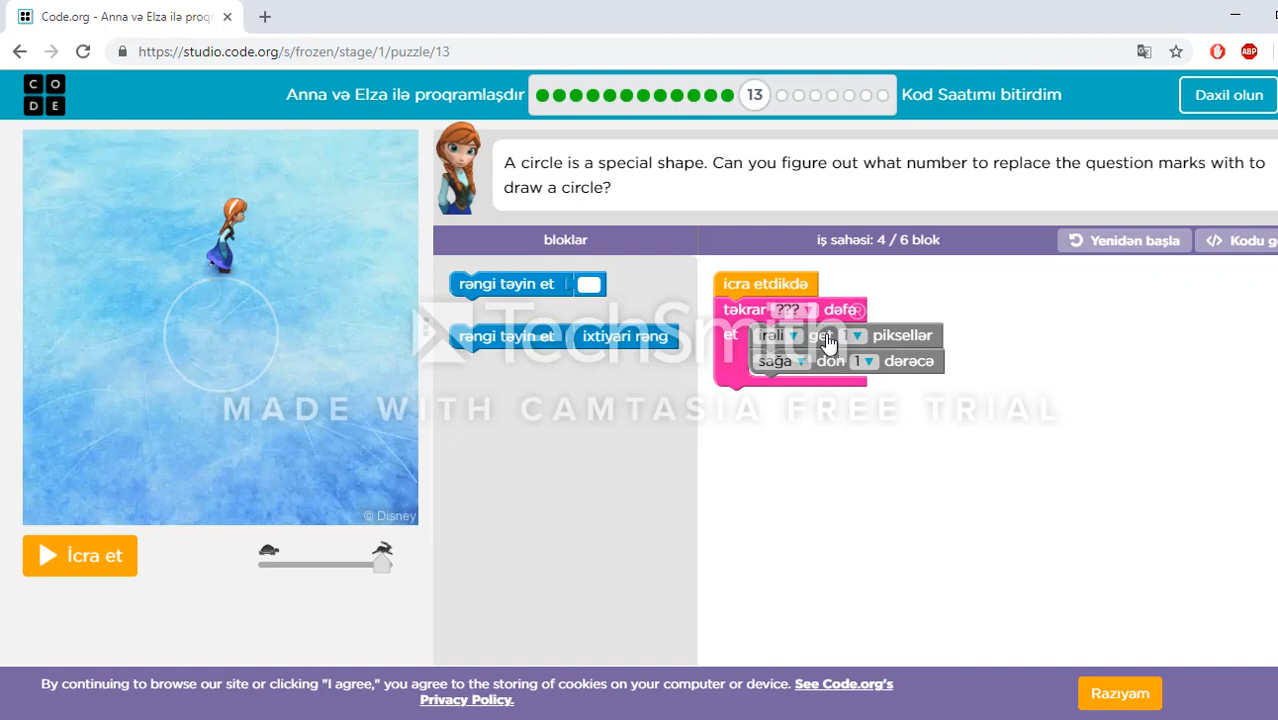 Code.org - Anna və Elza ilə proq
https://studio.code.org/s/frozen/stage/1/puzzle/13
ABP
C O
D E
Anna və Elza ilə proqramlaşdır
13
Kod Saatımı bitirdim
Daxil olun
A circle is a special shape. Can you figure out what number to replace the question marks with to
draw a circle?
bloklar
iş sahəsi: 4 / 6 blok
Yenidən başla
Kodu gö
rəngi təyin et
rəngi təyin et ixtiyari rəng
icra etdikdə
təkrar ??? dəfə
et irəli get 1 piksellər
sağa dön 1 dərəcə
TechSmith®
MADE WITH CAMTASIA FREE TRIAL
© Disney
İcra et
By continuing to browse our site or clicking "I agree," you agree to the storing of cookies on your computer or device. See Code.org's
Privacy Policy.
Razıyam